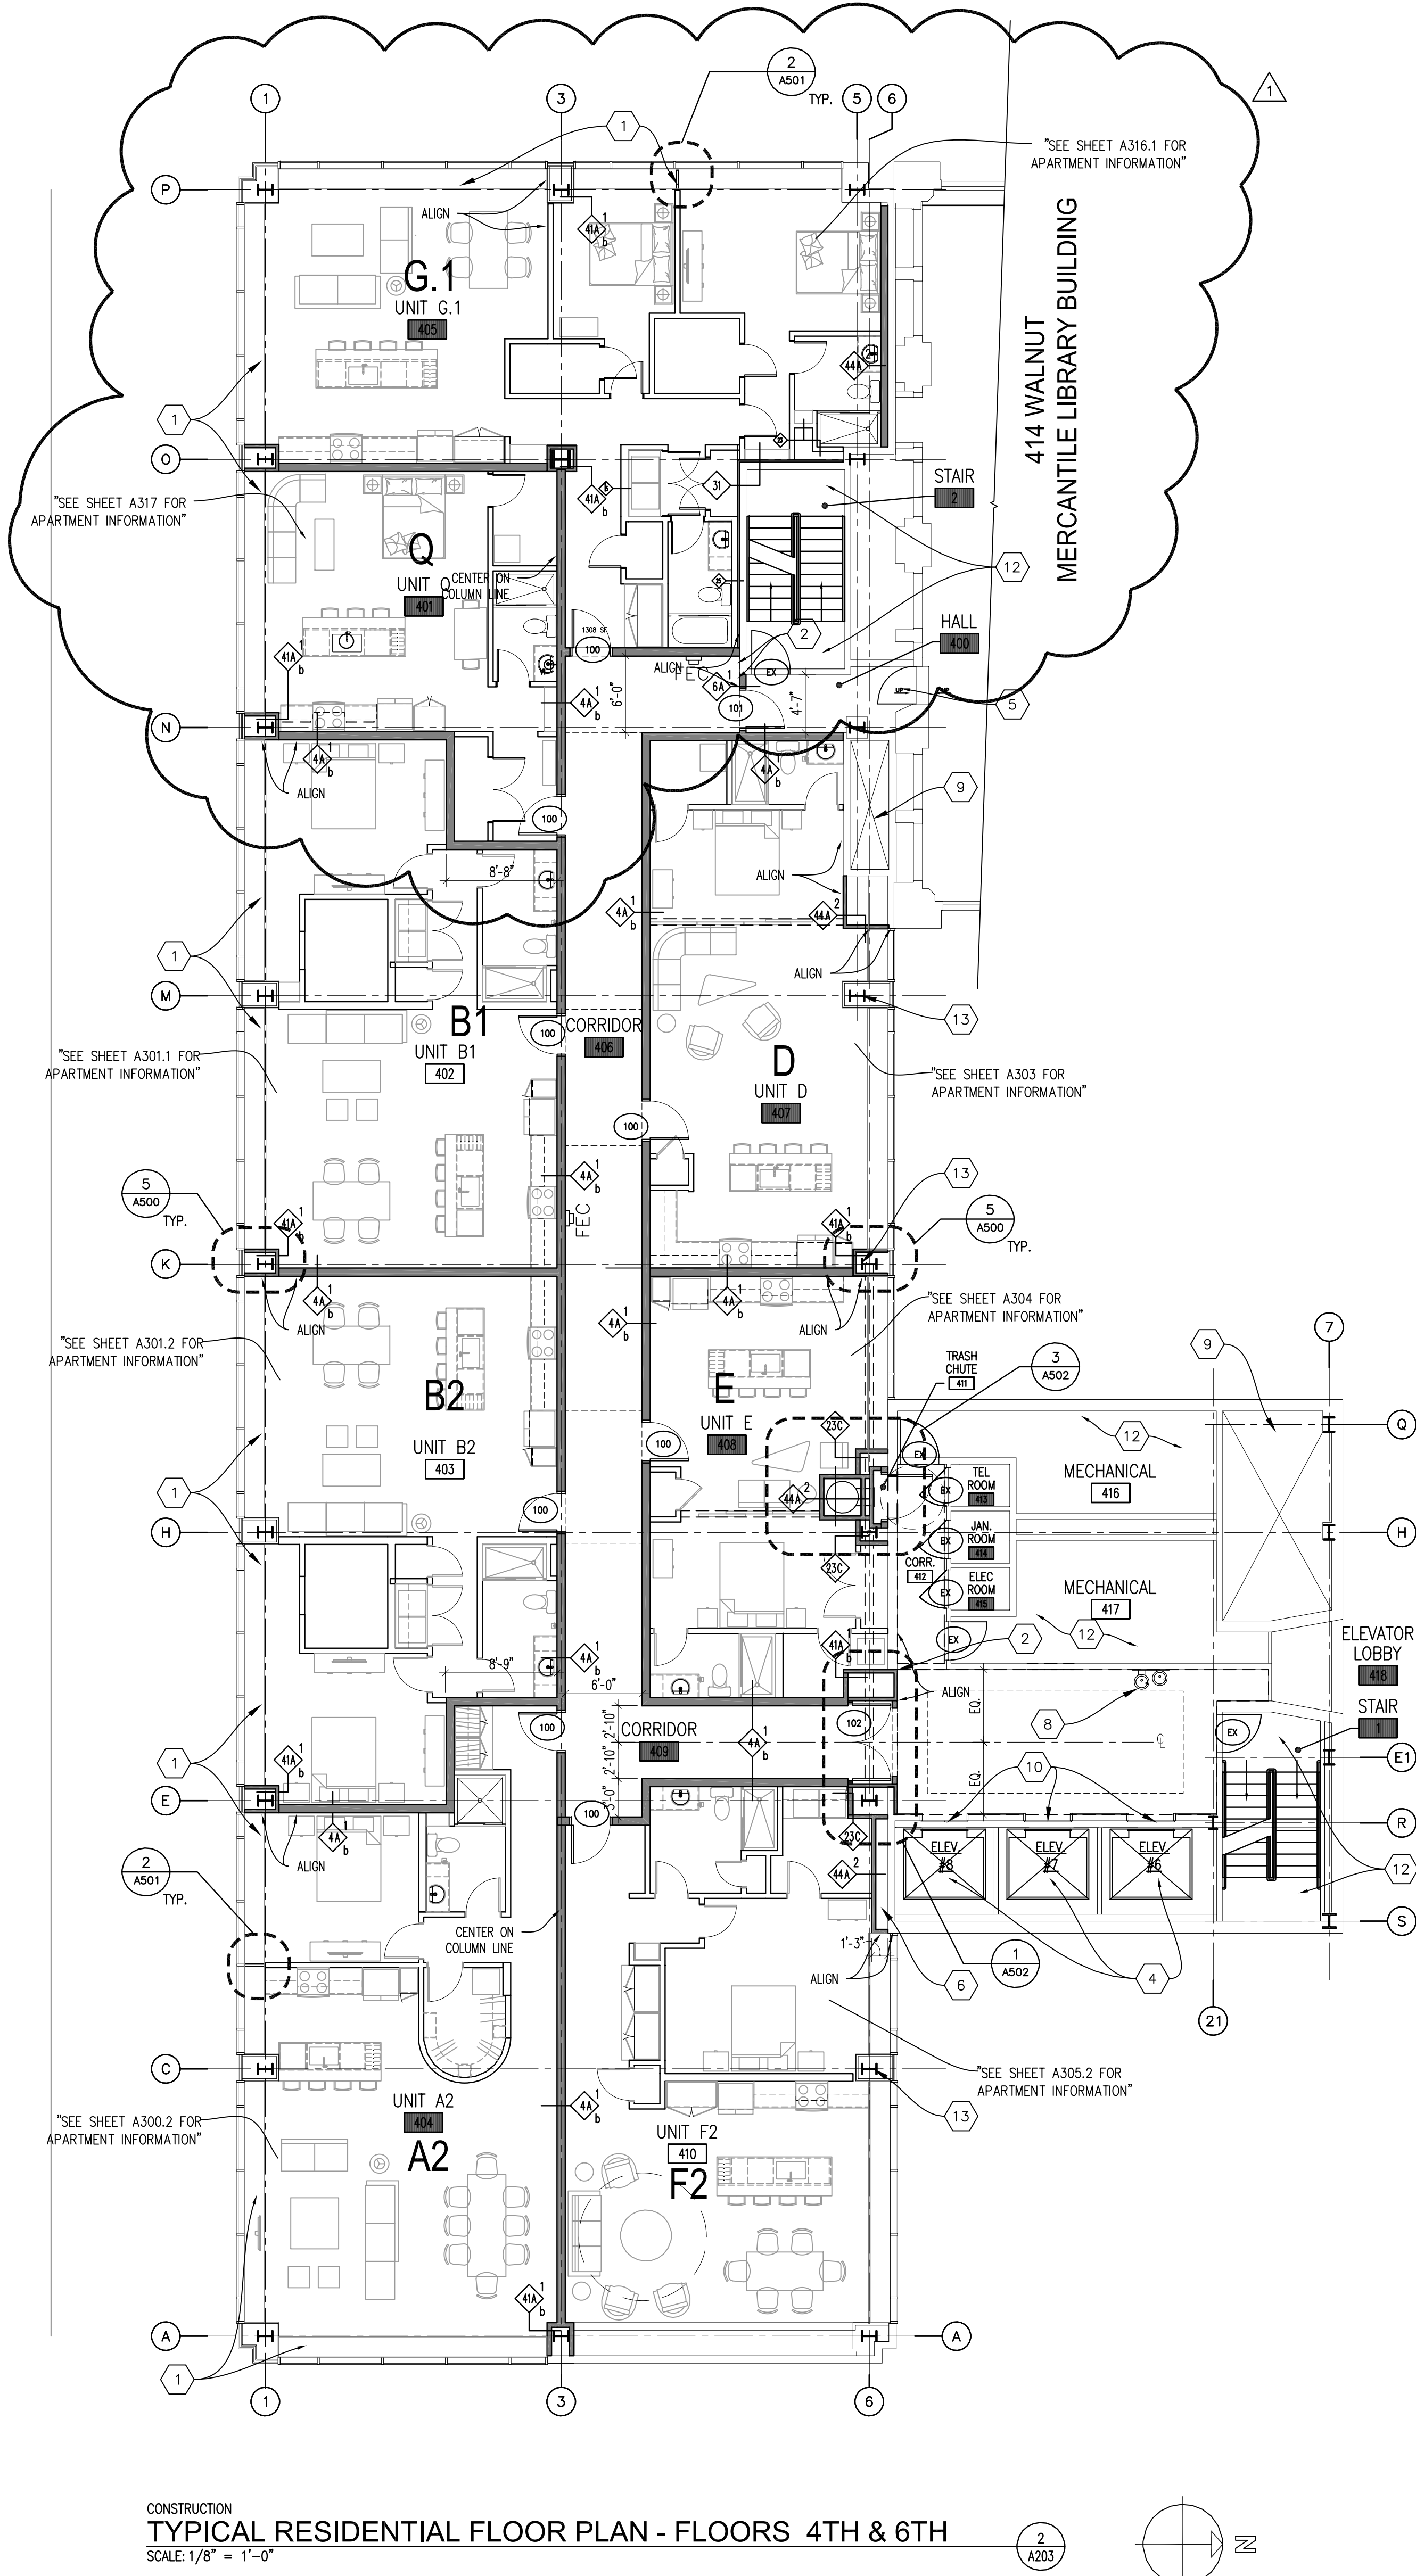 2
A501
TYP.
1
3
5
6
1
1
"SEE SHEET A316.1 FOR
APARTMENT INFORMATION"
P
ALIGN
41A
1
b
G.1
UNIT G.1
405
414 WALNUT
MERCANTILE LIBRARY BUILDING
44A
2
1
O
41A
b
31
STAIR
2
"SEE SHEET A317 FOR
APARTMENT INFORMATION"
Q
UNIT Q
401
CENTER ON
COLUMN LINE
12
1308 SF
100
2
HALL
400
ALIGN
FEC
EX
41A
1
b
6A
1
4A
1
b
6'-0"
101
4'-7"
UP
5
N
4A
b
4A
b
ALIGN
9
100
8'-8"
ALIGN
4A
1
b
44A
2
1
ALIGN
M
13
B1
UNIT B1
402
100
CORRIDOR
406
D
UNIT D
407
"SEE SHEET A301.1 FOR
APARTMENT INFORMATION"
"SEE SHEET A303 FOR
APARTMENT INFORMATION"
100
4A
1
b
13
5
A500
TYP.
41A
1
b
FEC
41A
1
b
5
A500
TYP.
K
4A
b
4A
b
ALIGN
4A
1
b
ALIGN
"SEE SHEET A304 FOR
APARTMENT INFORMATION"
"SEE SHEET A301.2 FOR
APARTMENT INFORMATION"
9
7
TRASH
CHUTE
411
3
A502
B2
UNIT B2
403
E
UNIT E
408
23C
100
EX
12
Q
MECHANICAL
416
TEL
ROOM
413
EX
1
44A
2
100
H
JAN.
ROOM
414
EX
H
23C
CORR.
412
ELEC
ROOM
415
EX
MECHANICAL
417
12
EX
2
41A
1
b
ELEVATOR
LOBBY
418
4A
1
b
8'-9"
6'-0"
ALIGN
EQ.
STAIR
1
100
2'-10"
CORRIDOR
409
102
8
EX
1
41A
1
b
4A
1
b
2'-10"
EQ.
10
E1
E
3'-0"
100
R
4A
1
b
23C
ELEV.
#8
ELEV.
#7
ELEV.
#6
12
ALIGN
44A
2
2
A501
TYP.
CENTER ON
COLUMN LINE
1'-3"
S
ALIGN
6
1
A502
4
21
C
"SEE SHEET A305.2 FOR
APARTMENT INFORMATION"
UNIT A2
404
A2
4A
1
b
13
"SEE SHEET A300.2 FOR
APARTMENT INFORMATION"
UNIT F2
410
F2
41A
1
b
A
A
1
1
3
6
CONSTRUCTION
TYPICAL RESIDENTIAL FLOOR PLAN - FLOORS 4TH & 6TH
SCALE: 1/8" = 1'-0"
2
A203
N